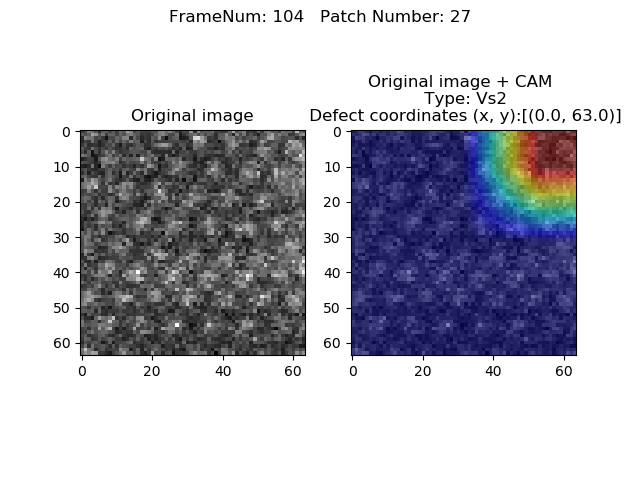 FrameNum: 104   Patch Number: 27
Original image
0
10
20
30
40
50
60
0 20 40 60
Original image + CAM
Type: Vs2
Defect coordinates (x, y):[(0.0, 63.0)]
0
10
20
30
40
50
60
0 20 40 60